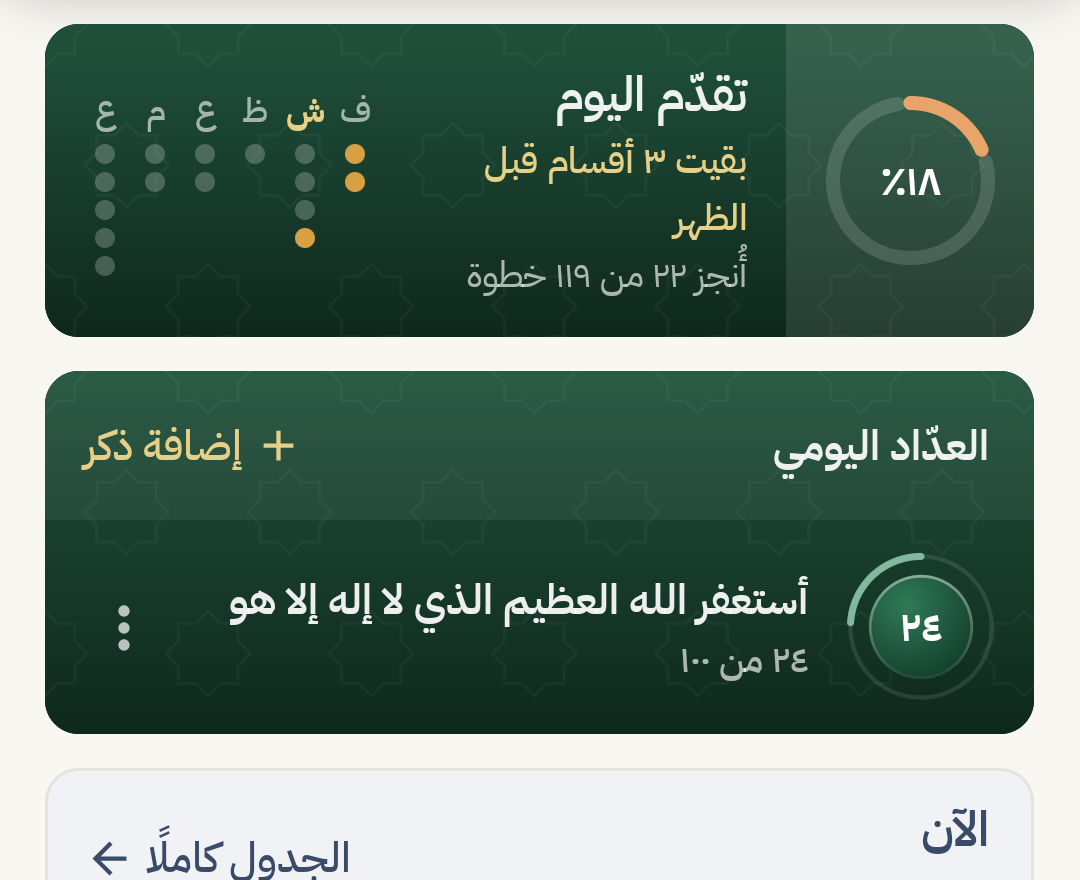 ٪١٨
تقدّم اليوم
بقيت ٣ أقسام قبل
الظهر
أُنجز ٢٢ من ١١٩ خطوة
ف ش ظ ع م ع
العدّاد اليومي
+ إضافة ذكر
٢٤
أستغفر الله العظيم الذي لا إله إلا هو
٢٤ من ١٠٠
الآن
الجدول كاملًا ←